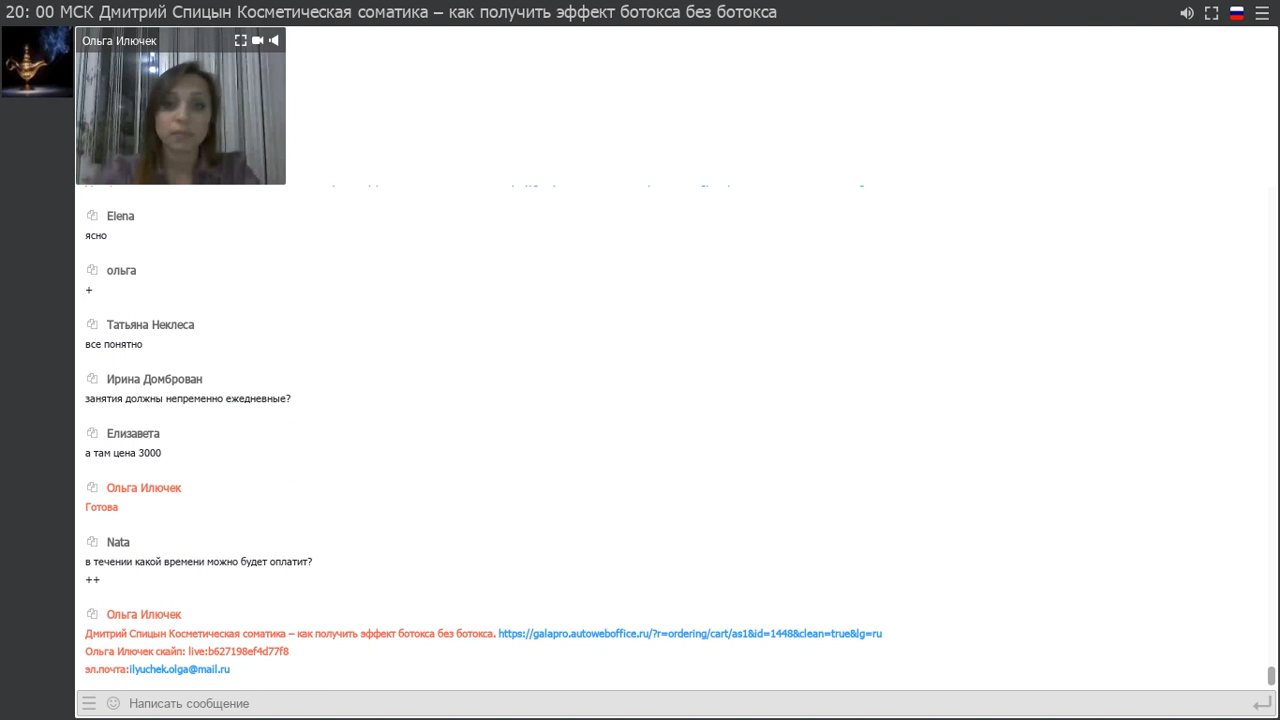 20: 00 МСК Дмитрий Спицын Косметическая соматика – как получить эффект ботокса без ботокса
Ольга Илючек
Elena
ясно
ольга
+
Татьяна Неклеса
все понятно
Ирина Домброван
занятия должны непременно ежедневные?
Елизавета
а там цена 3000
Ольга Илючек
Готова
Nata
в течении какой времени можно будет оплатит?
++
Ольга Илючек
Дмитрий Спицын Косметическая соматика – как получить эффект ботокса без ботокса. https://galapro.autoweboffice.ru/?r=ordering/cart/as1&id=1448&clean=true&lg=ru
Ольга Илючек скайп: live:b627198ef4d77f8
эл.почта:ilyuchek.olga@mail.ru
Написать сообщение